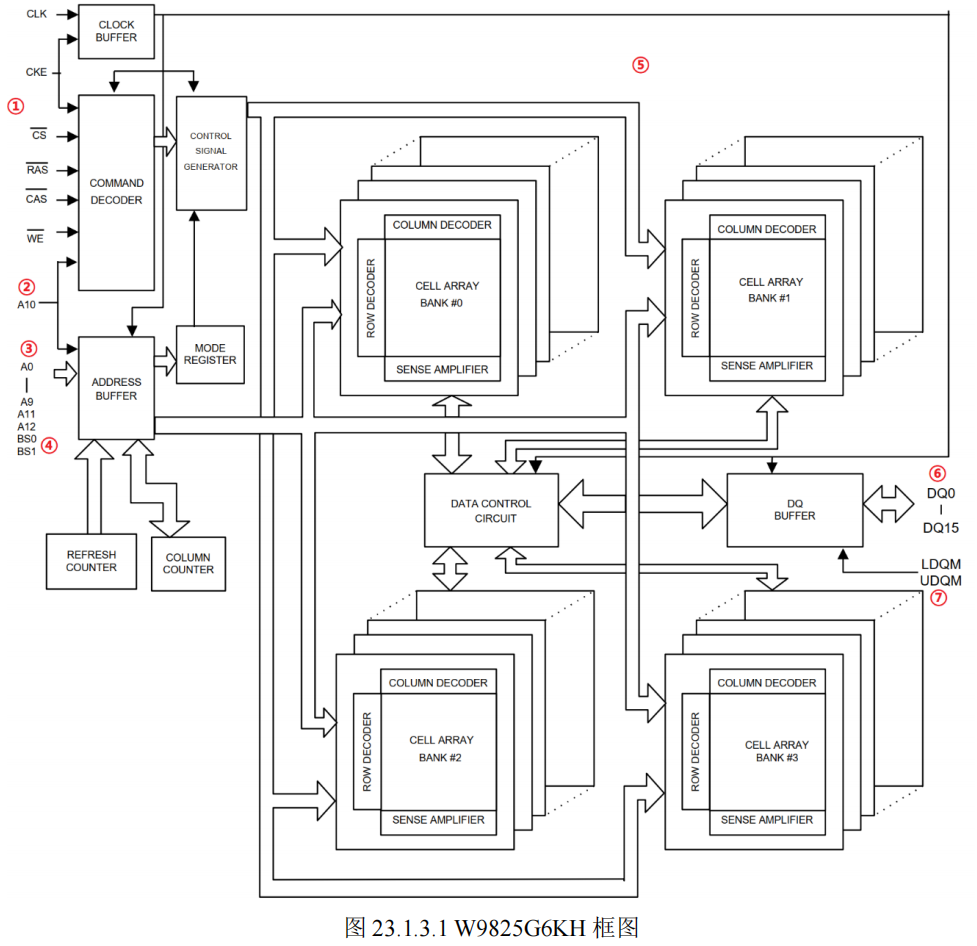 CLK
CLOCK
BUFFER
CKE
⑤
①
CS
RAS
CAS
WE
COMMAND
DECODER
CONTROL
SIGNAL
GENERATOR
②
A10
③
A0
A9
A11
A12
BS0
BS1
④
ADDRESS
BUFFER
MODE
REGISTER
REFRESH
COUNTER
COLUMN
COUNTER
COLUMN DECODER
ROW DECODER
CELL ARRAY
BANK #0
SENSE AMPLIFIER
COLUMN DECODER
ROW DECODER
CELL ARRAY
BANK #1
SENSE AMPLIFIER
DATA CONTROL
CIRCUIT
DQ
BUFFER
⑥
DQ0
DQ15
LDQM
UDQM
⑦
COLUMN DECODER
ROW DECODER
CELL ARRAY
BANK #2
SENSE AMPLIFIER
COLUMN DECODER
ROW DECODER
CELL ARRAY
BANK #3
SENSE AMPLIFIER
图 23.1.3.1 W9825G6KH 框图